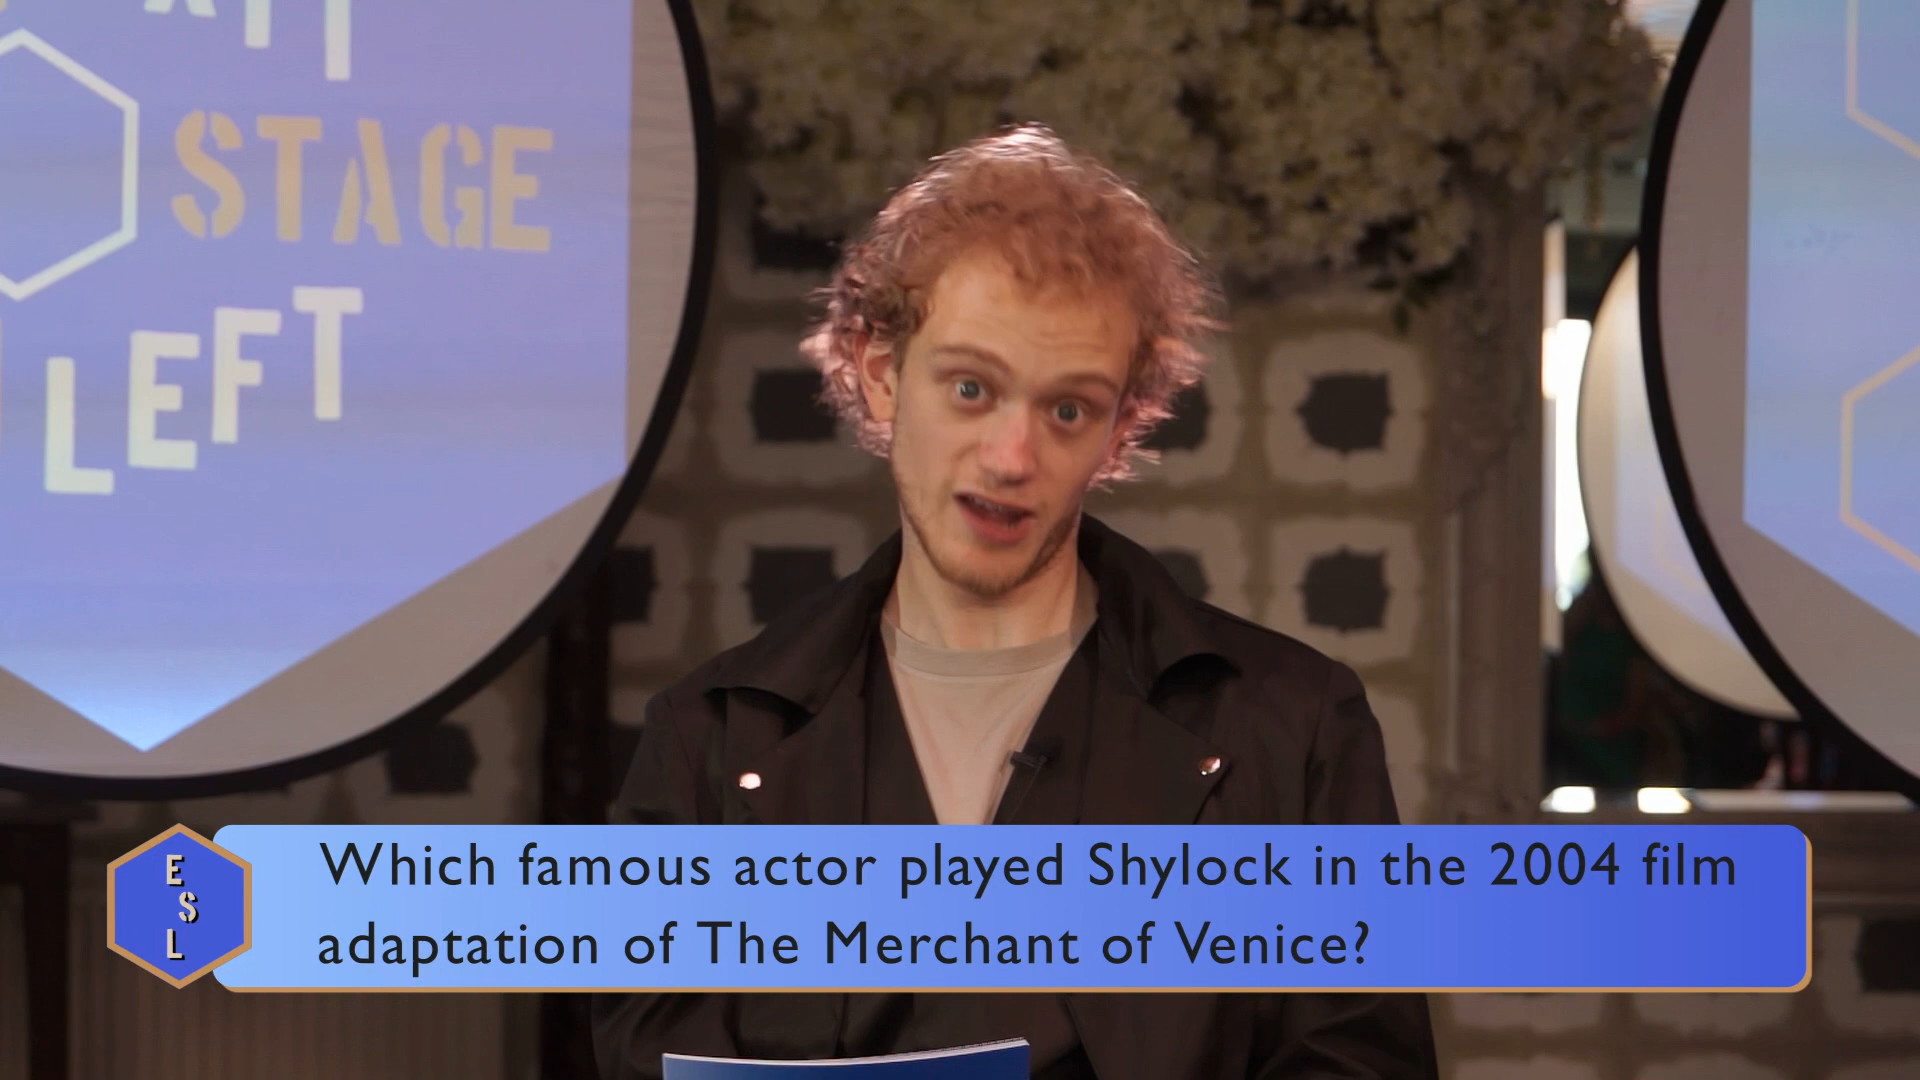 STAGE
LEFT
E
S
L
Which famous actor played Shylock in the 2004 film
adaptation of The Merchant of Venice?